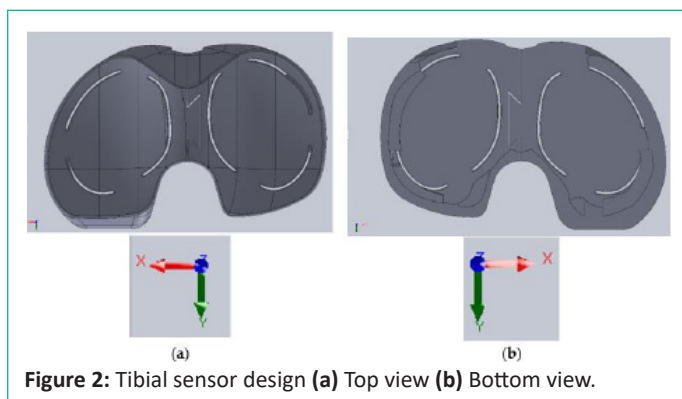 X Z Y
Z X Y
(a) (b)
Figure 2: Tibial sensor design (a) Top view (b) Bottom view.